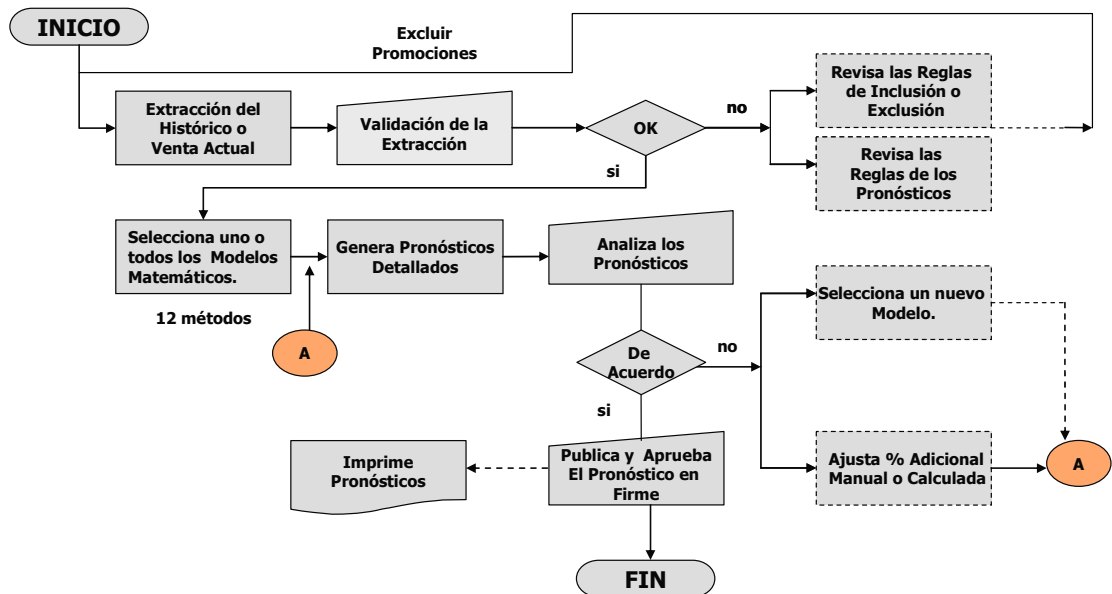 INICIO
Excluir
Promociones
Extracción del
Histórico o
Venta Actual
Validación de la
Extracción
OK
no
Revisa las Reglas
de Inclusión o
Exclusión
Revisa las
Reglas de los
Pronósticos
si
Selecciona uno o
todos los Modelos
Matemáticos.
Genera Pronósticos
Detallados
Analiza los
Pronósticos
12 métodos
A
De
Acuerdo
no
Selecciona un nuevo
Modelo.
si
Imprime
Pronósticos
Publica y Aprueba
El Pronóstico en
Firme
Ajusta % Adicional
Manual o Calculada
A
FIN